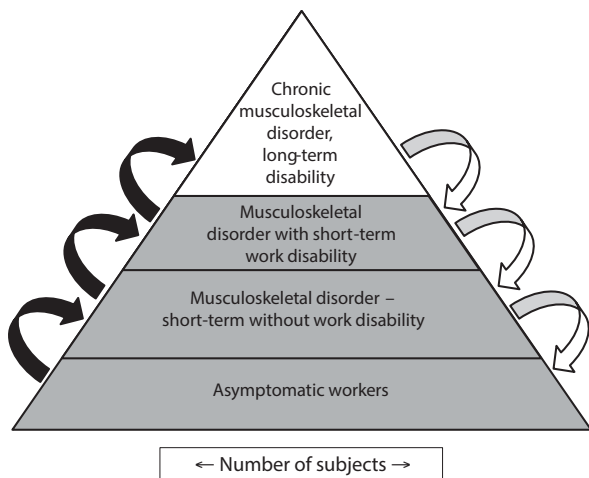 Chronic
musculoskeletal
disorder,
long-term
disability
Musculoskeletal
disorder with short-term
work disability
Musculoskeletal disorder –
short-term without work disability
Asymptomatic workers
← Number of subjects →